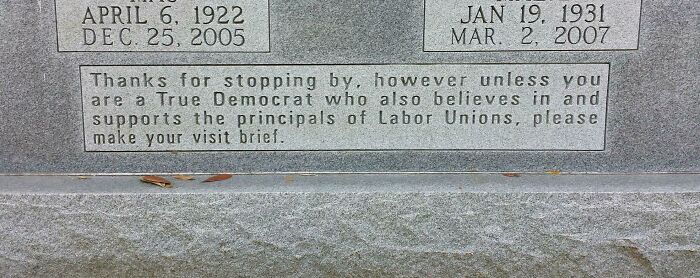 APRIL 6, 1922
DEC. 25, 2005
JAN 19, 1931
MAR. 2, 2007
Thanks for stopping by, however unless you
are a True Democrat who also believes in and
supports the principals of Labor Unions, please
make your visit brief.